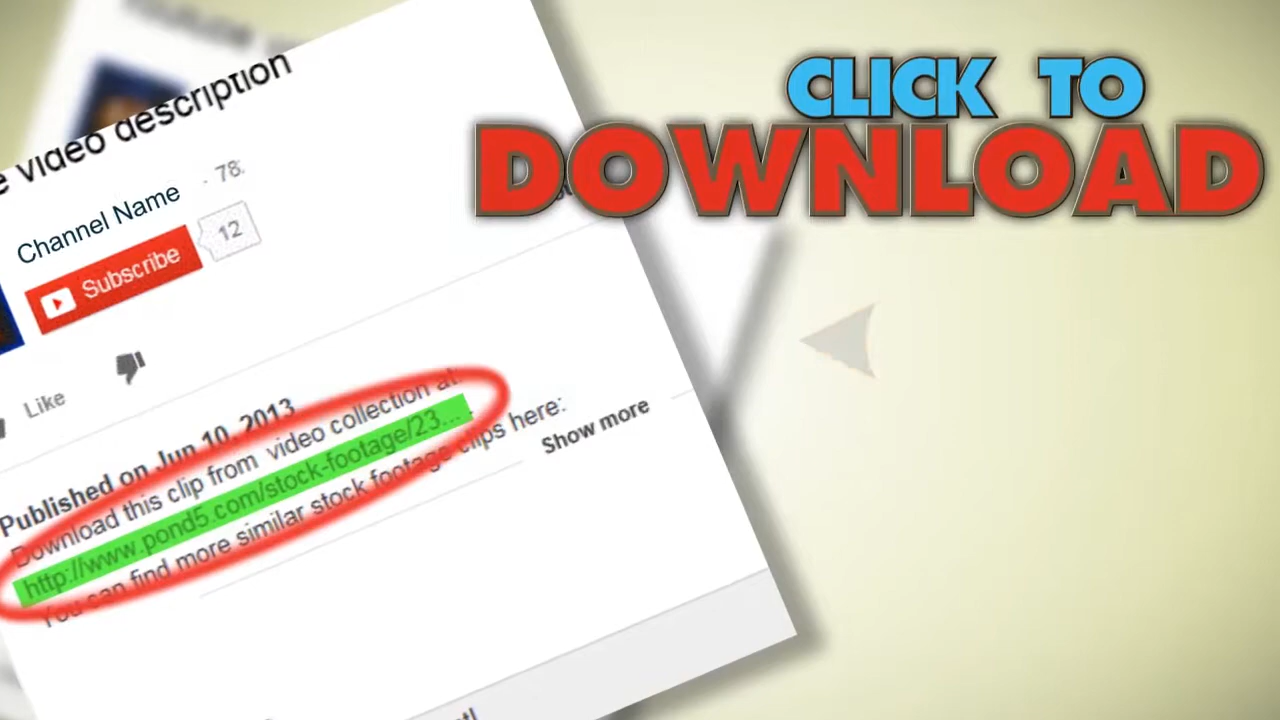 CLICK TO
DOWNLOAD
video description
Channel Name
78
Subscribe
12
Like
Published on Jun 10, 2013
Download this clip from video collection at
http://www.pond5.com/stock-footage/23...
You can find more similar stock footage clips here:
Show more